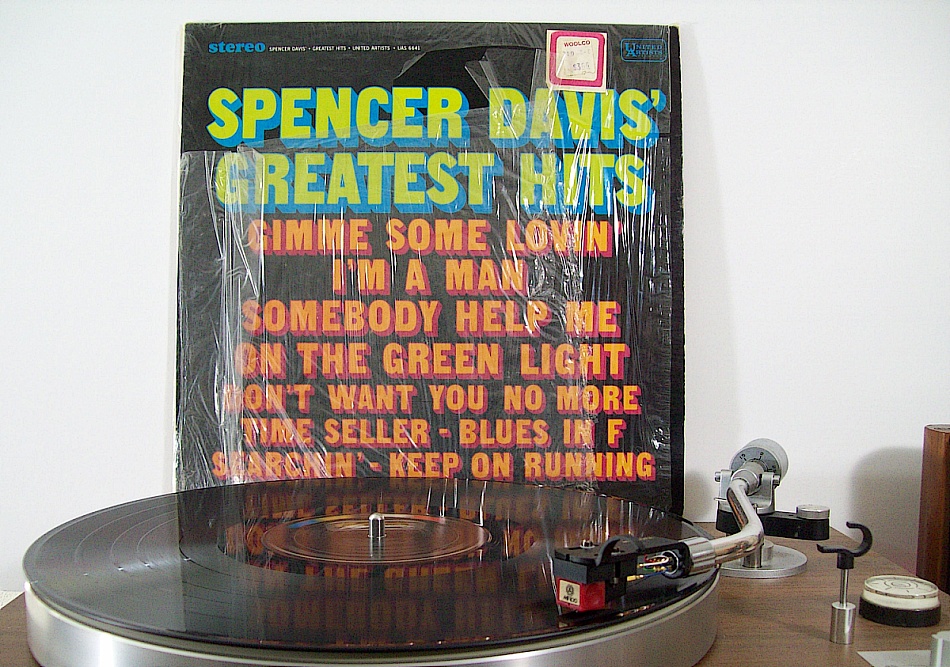 stereo SPENCER DAVIS' • GREATEST HITS • UNITED ARTISTS • UAS 6641
WOOLCO
UNITED ARTISTS
SPENCER DAVIS'
GREATEST HITS
GIMME SOME LOVIN'
I'M A MAN
SOMEBODY HELP ME
ON THE GREEN LIGHT
DON'T WANT YOU NO MORE
TIME SELLER - BLUES IN F
SEARCHIN' - KEEP ON RUNNING